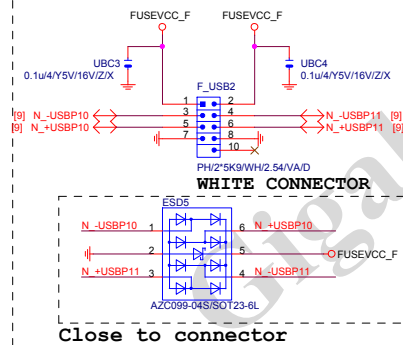 FUSEVCC_F FUSEVCC_F
UBC3 UBC4
0.1u/4/Y5V/16V/Z/X 0.1u/4/Y5V/16V/Z/X
F_USB2
1 2
[9] N_-USBP10 3 4 N_-USBP11 [9]
[9] N_+USBP10 5 6 N_+USBP11 [9]
7 8
10
PH/2*5K9/WH/2.54/VA/D
WHITE CONNECTOR
ESD5
N_-USBP10 1 6 N_+USBP10
2 5 FUSEVCC_F
N_+USBP11 3 4 N_-USBP11
AZC099-04S/SOT23-6L
Close to connector
Gigab